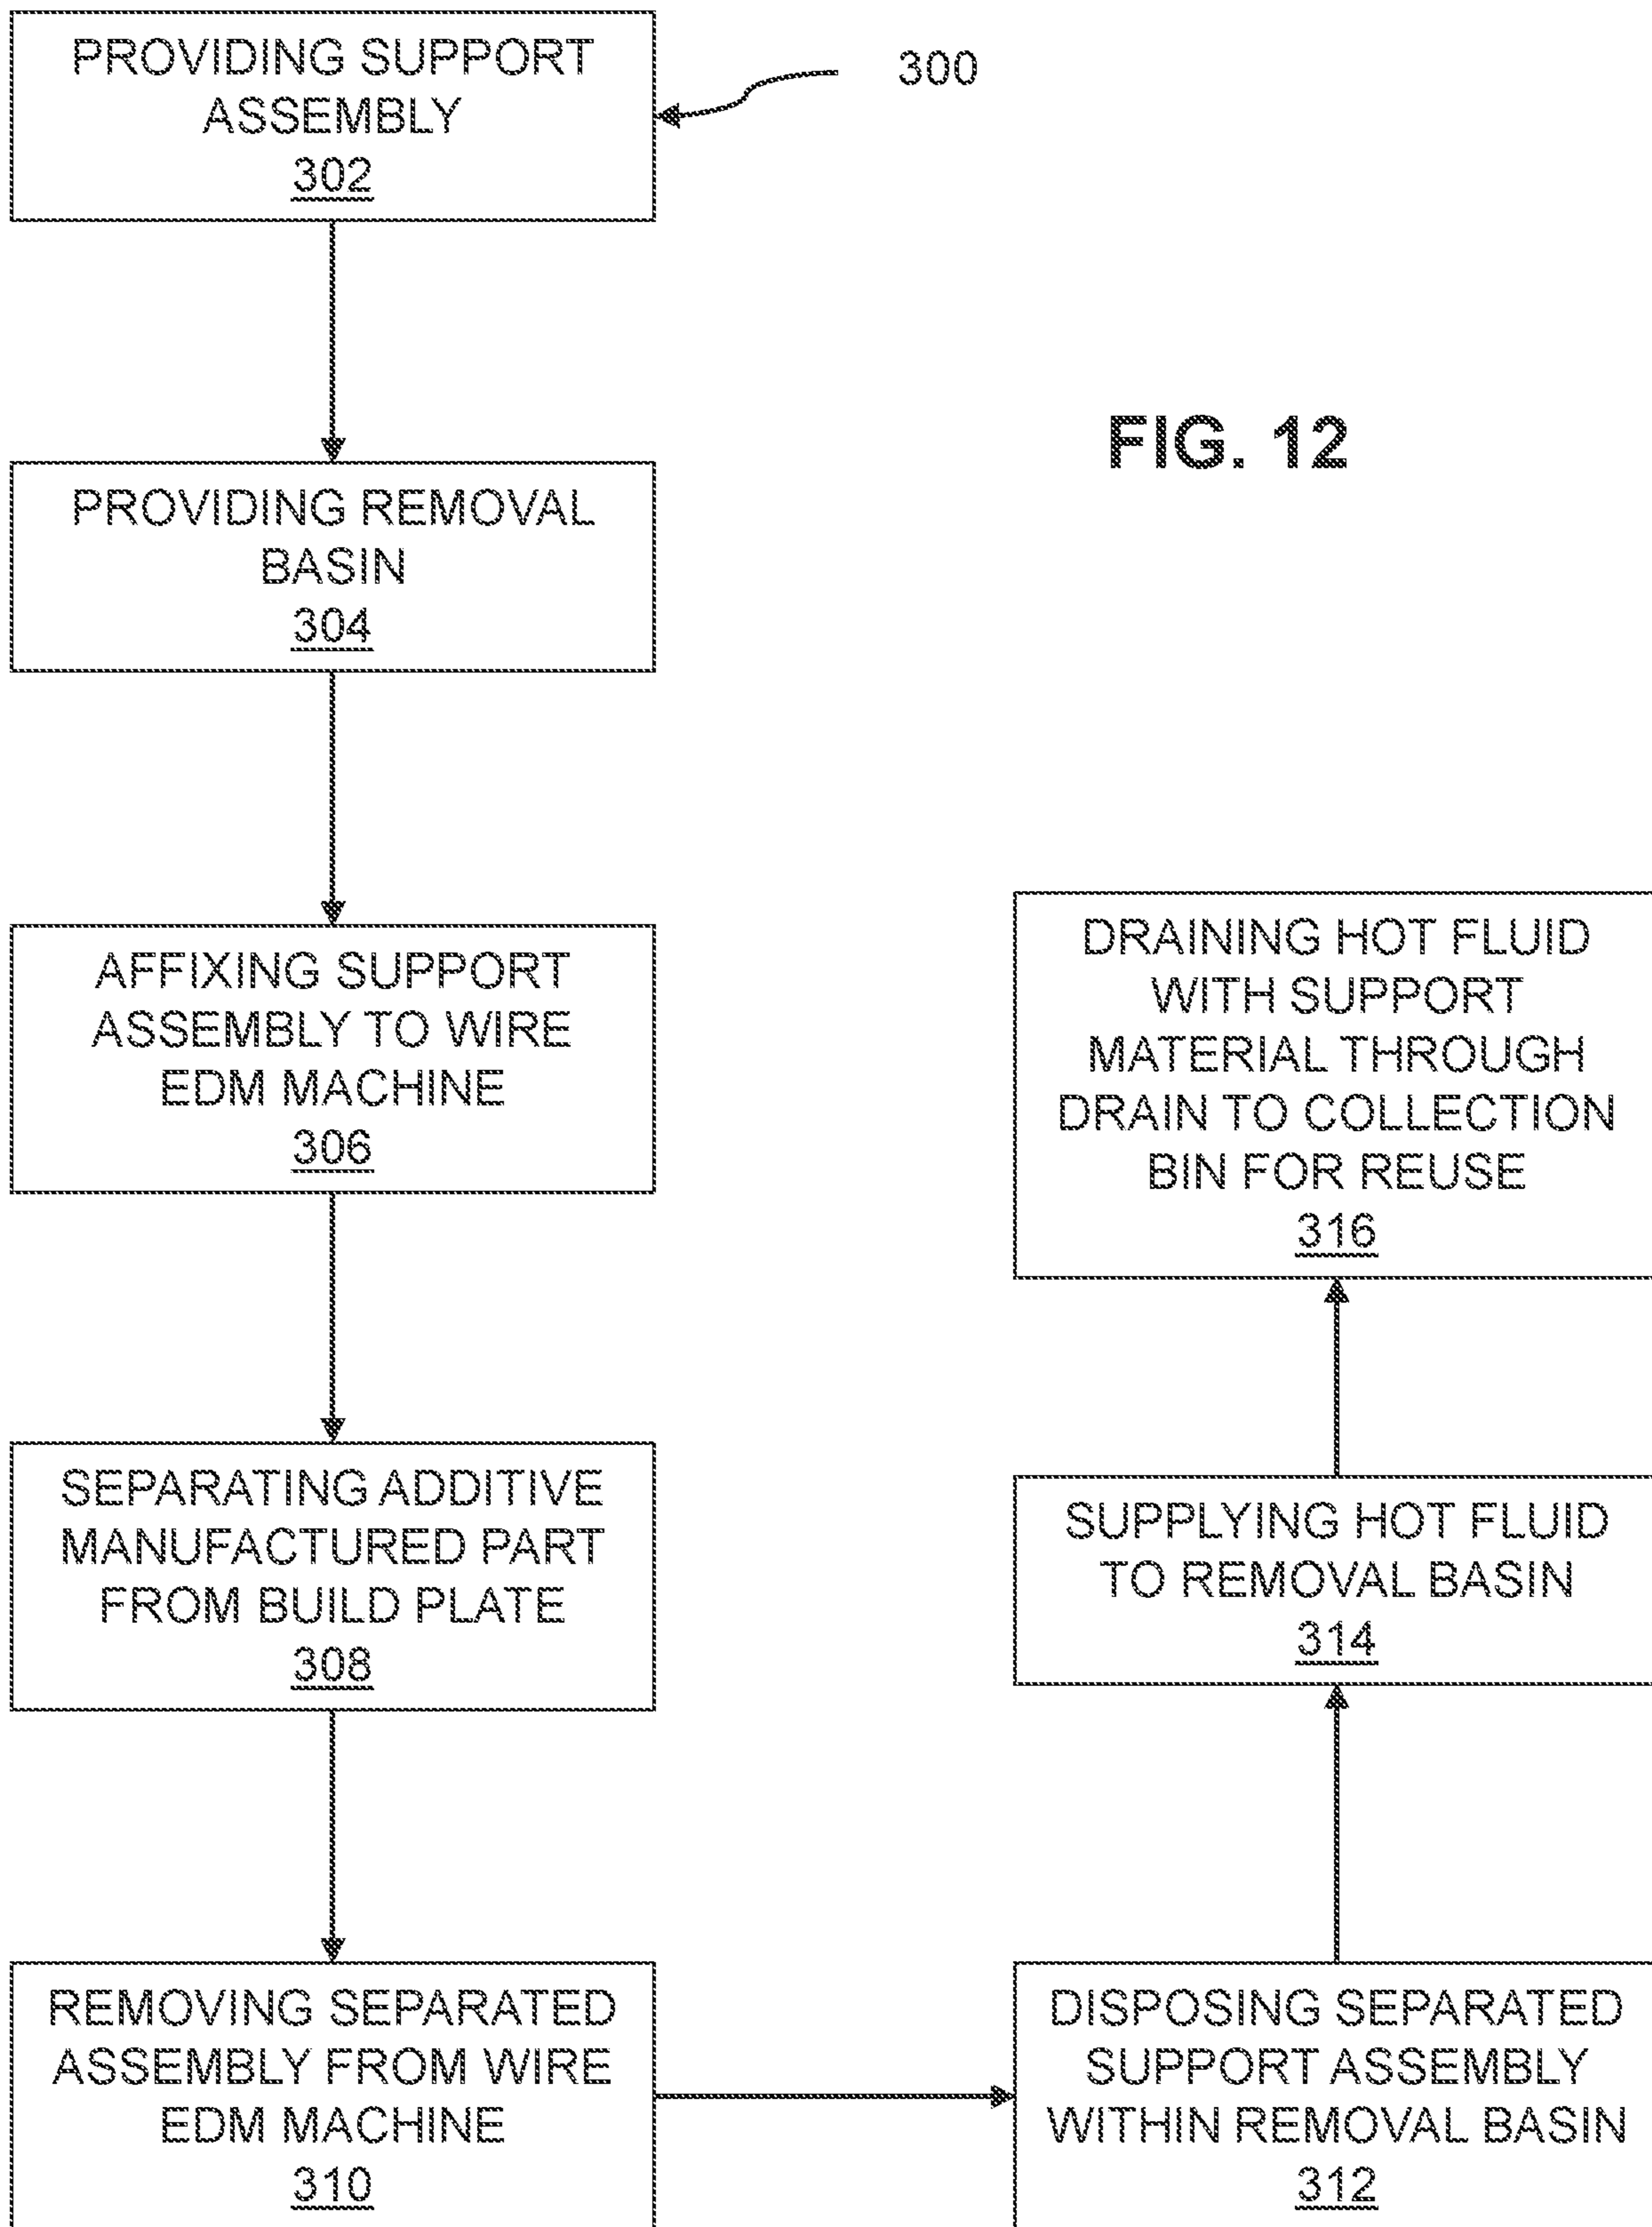 PROVIDING SUPPORT
ASSEMBLY
302
300
FIG. 12
PROVIDING REMOVAL
BASIN
304
AFFIXING SUPPORT
ASSEMBLY TO WIRE
EDM MACHINE
306
SEPARATING ADDITIVE
MANUFACTURED PART
FROM BUILD PLATE
308
REMOVING SEPARATED
ASSEMBLY FROM WIRE
EDM MACHINE
310
DISPOSING SEPARATED
SUPPORT ASSEMBLY
WITHIN REMOVAL BASIN
312
SUPPLYING HOT FLUID
TO REMOVAL BASIN
314
DRAINING HOT FLUID
WITH SUPPORT
MATERIAL THROUGH
DRAIN TO COLLECTION
BIN FOR REUSE
316